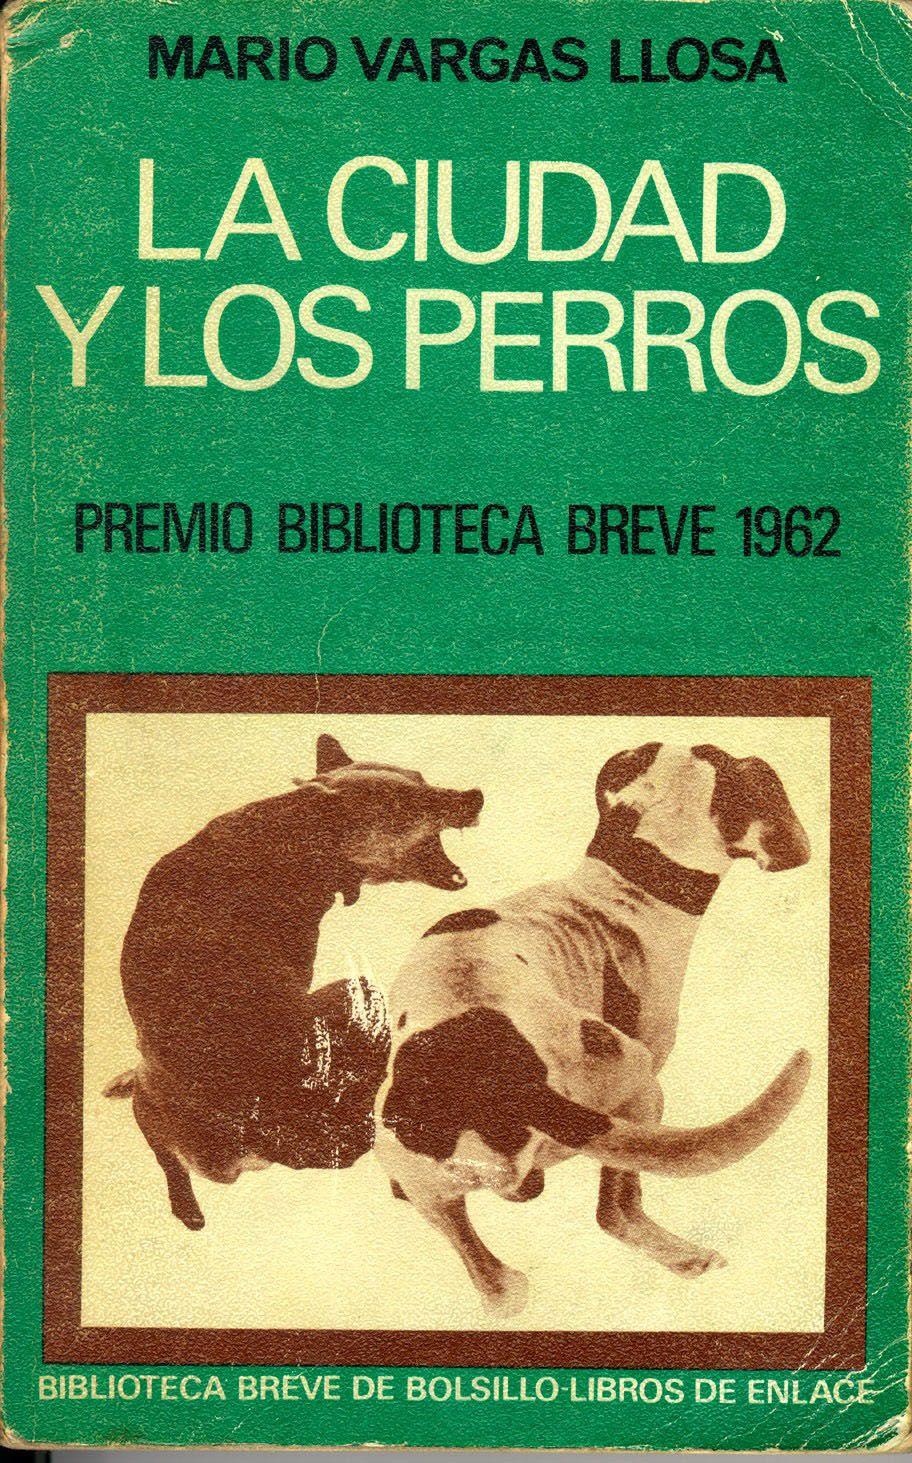 MARIO VARGAS LLOSA
LA CIUDAD
Y LOS PERROS
PREMIO BIBLIOTECA BREVE 1962
BIBLIOTECA BREVE DE BOLSILLO-LIBROS DE ENLACE